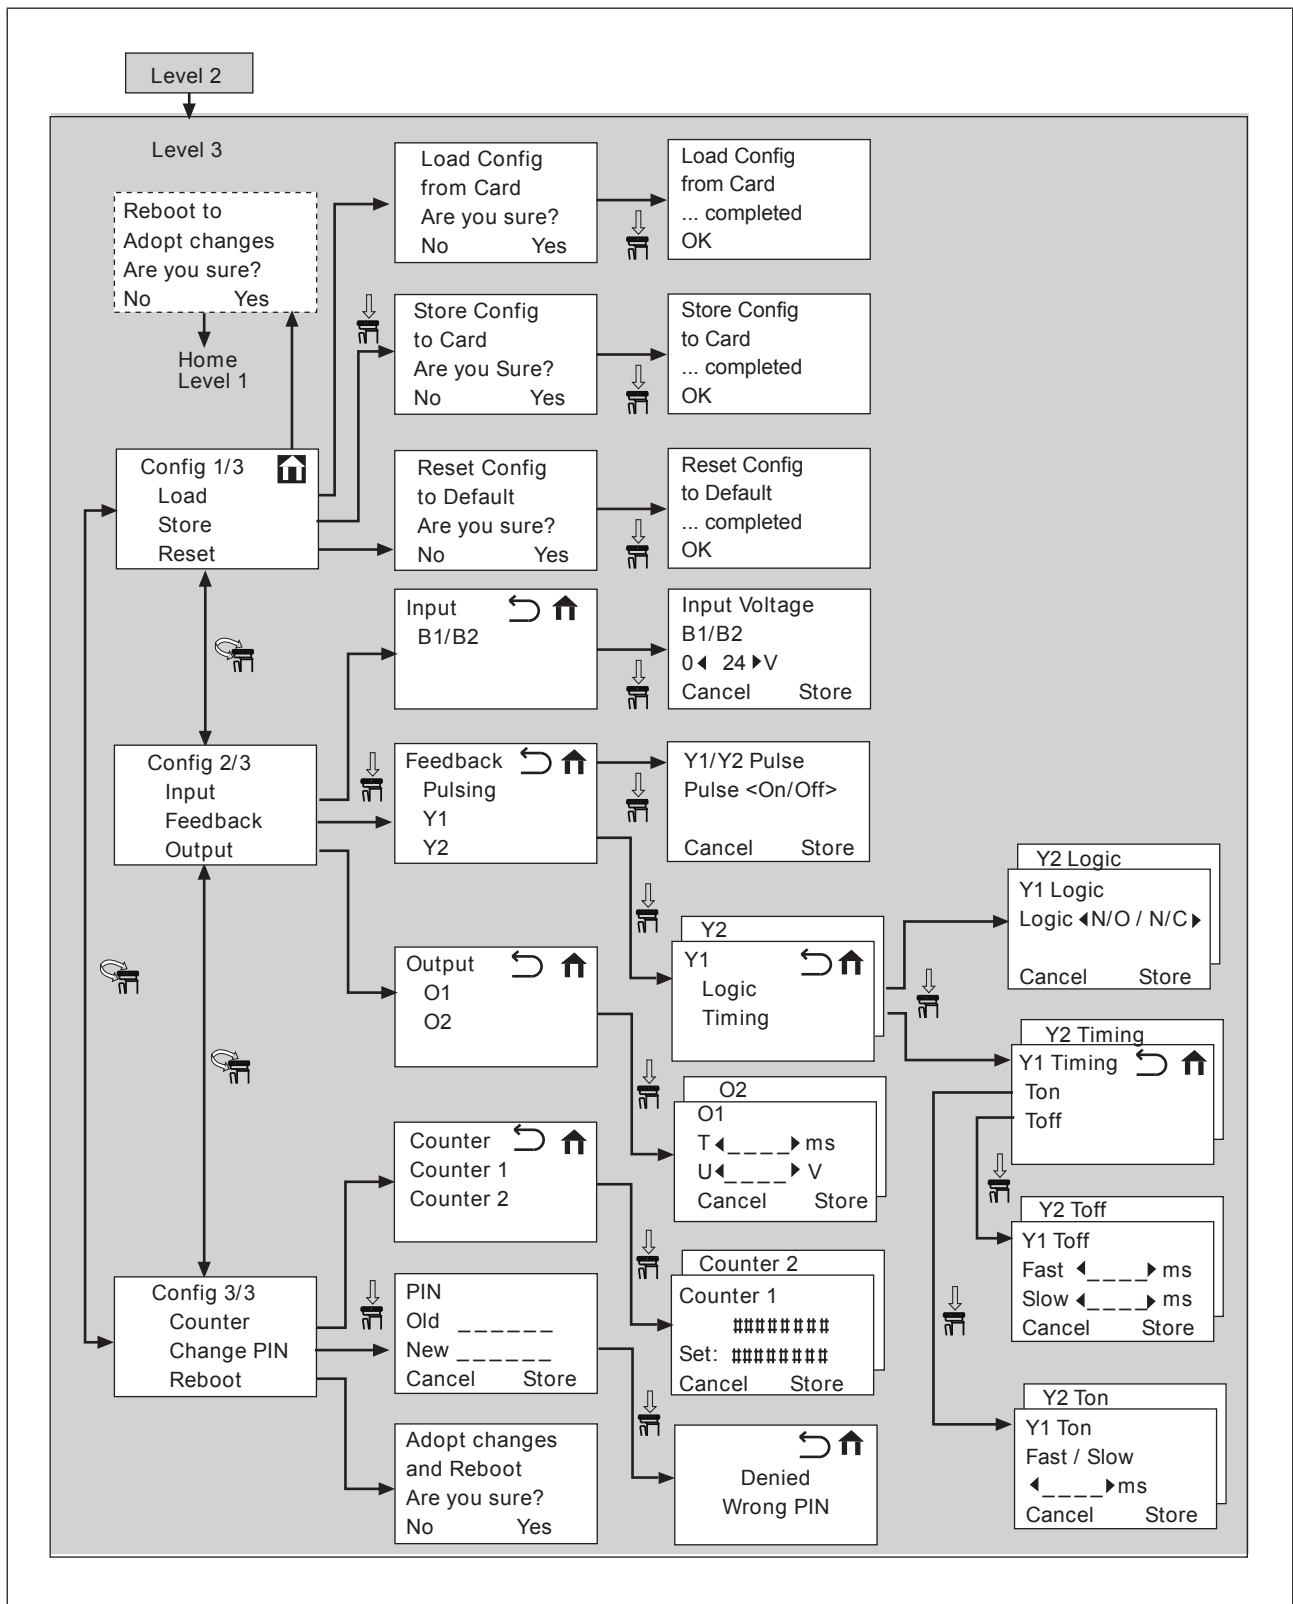 Level 2
Level 3
Reboot to
Adopt changes
Are you sure?
No Yes
Home
Level 1
Load Config
from Card
Are you sure?
No Yes
Load Config
from Card
... completed
OK
Store Config
to Card
Are you Sure?
No Yes
Store Config
to Card
... completed
OK
Config 1/3
Load
Store
Reset
Reset Config
to Default
Are you sure?
No Yes
Reset Config
to Default
... completed
OK
Input
B1/B2
Input Voltage
B1/B2
0◀ 24▶V
Cancel Store
Config 2/3
Input
Feedback
Output
Feedback
Pulsing
Y1
Y2
Y1/Y2 Pulse
Pulse <On/Off>
Cancel Store
Y2 Logic
Y1 Logic
Logic ◀N/O / N/C▶
Cancel Store
Output
O1
O2
Y2
Y1
Logic
Timing
Y2 Timing
Y1 Timing
Ton
Toff
O2
O1
T◀_ _ _ _▶ms
U◀_ _ _ _▶ V
Cancel Store
Counter
Counter 1
Counter 2
Y2 Toff
Y1 Toff
Fast ◀_ _ _ _▶ms
Slow ◀_ _ _ _▶ms
Cancel Store
Config 3/3
Counter
Change PIN
Reboot
PIN
Old _ _ _ _ _ _
New _ _ _ _ _ _
Cancel Store
Counter 2
Counter 1
########
Set: ########
Cancel Store
Y2 Ton
Y1 Ton
Fast / Slow
◀_ _ _ _▶ms
Cancel Store
Adopt changes
and Reboot
Are you sure?
No Yes
Denied
Wrong PIN